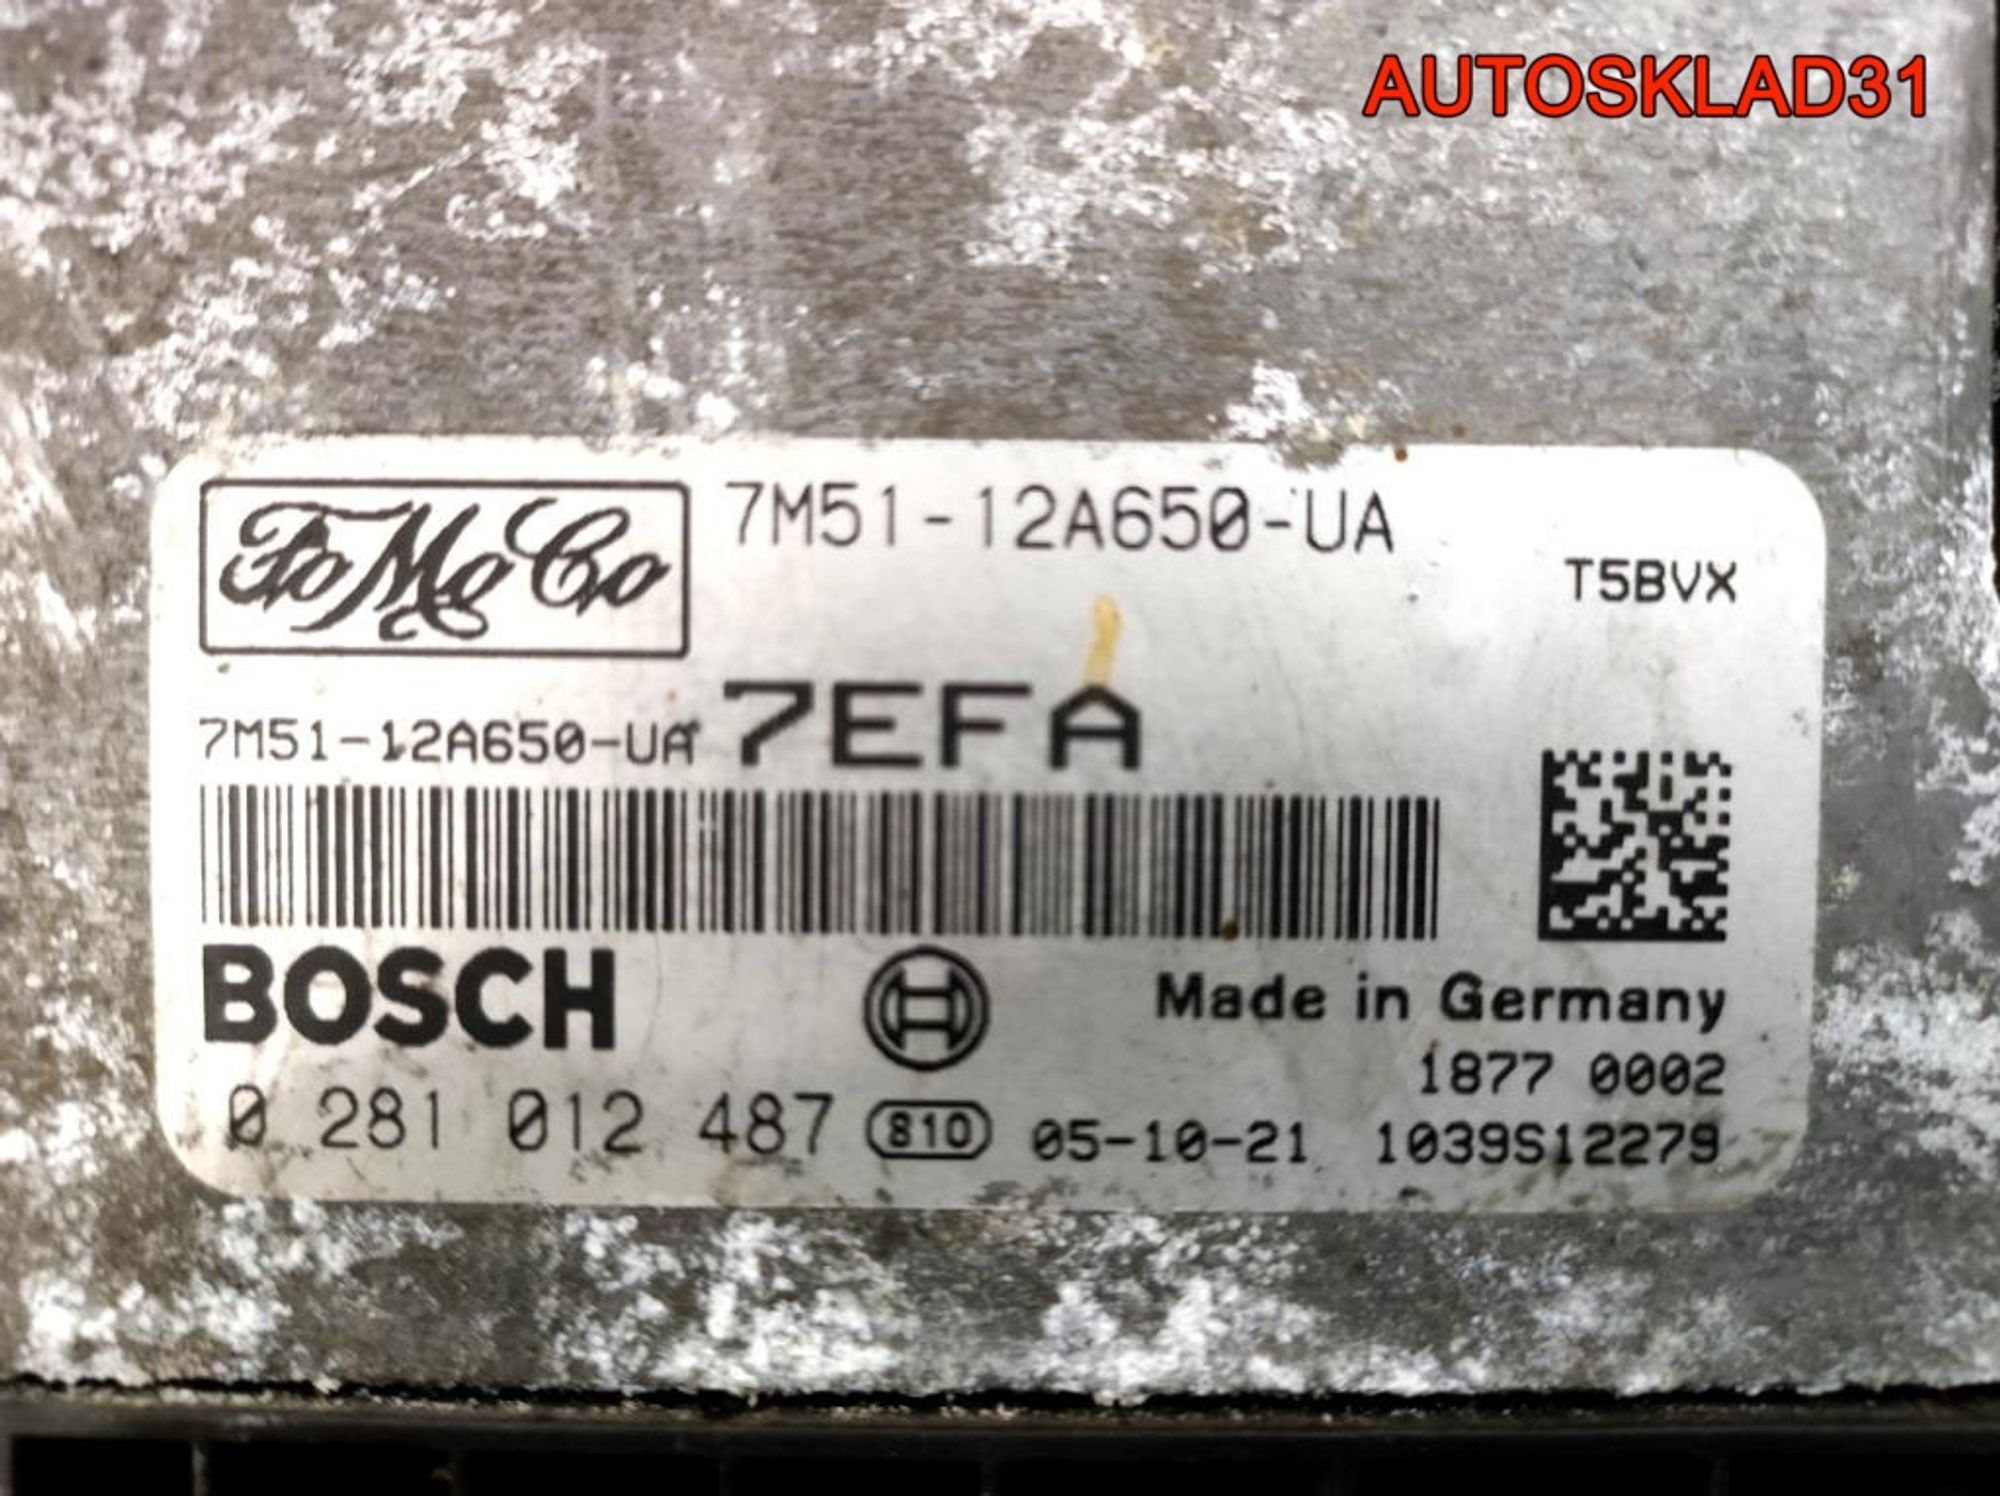 AUTOSKLAD31
FoMoCo 7M51-12A650-UA
T5BVX
7M51-12A650-UA 7EFA
BOSCH
Made in Germany
1877 0002
0 281 012 487 810 05-10-21 1039S12279